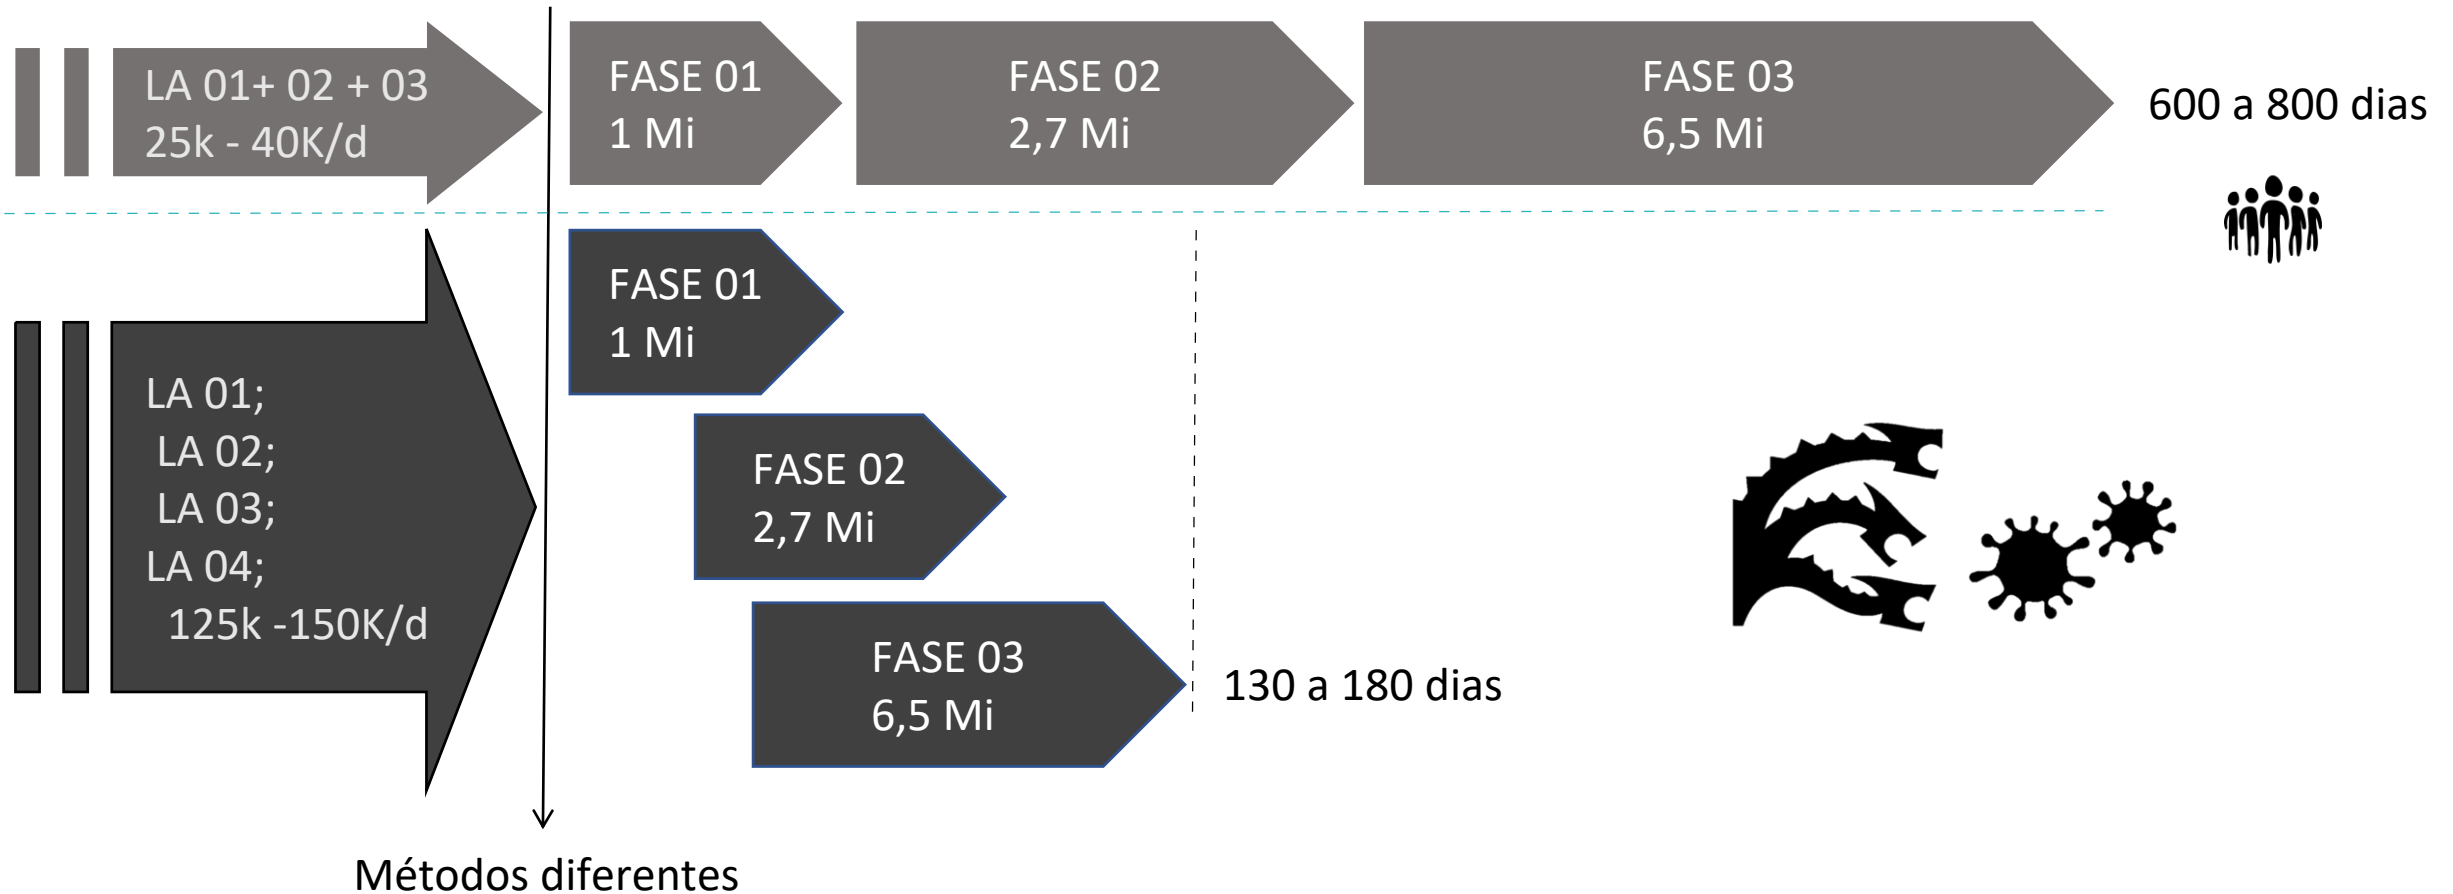 LA 01+ 02 + 03
25k - 40K/d
FASE 01
1 Mi
FASE 02
2,7 Mi
FASE 03
6,5 Mi
600 a 800 dias
LA 01;
LA 02;
LA 03;
LA 04;
125k -150K/d
FASE 01
1 Mi
FASE 02
2,7 Mi
FASE 03
6,5 Mi
130 a 180 dias
Métodos diferentes